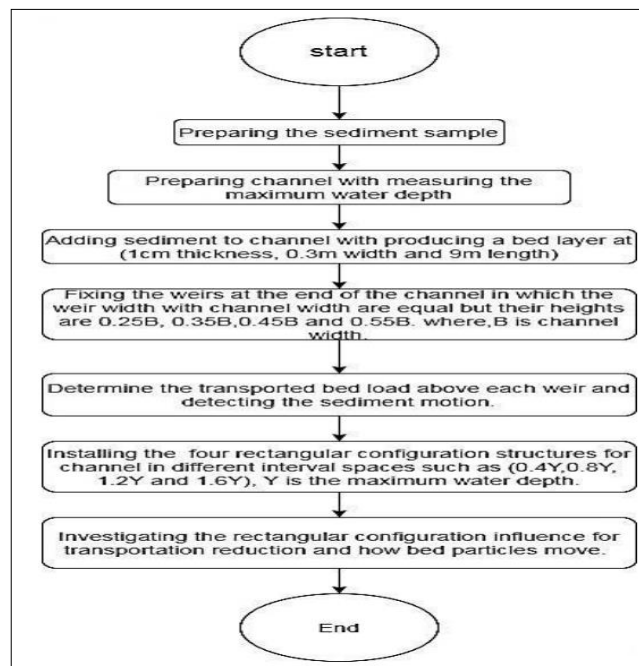 start
Preparing the sediment sample
Preparing channel with measuring the
maximum water depth
Adding sediment to channel with producing a bed layer at
(1cm thickness, 0.3m width and 9m length)
Fixing the weirs at the end of the channel in which the
weir width with channel width are equal but their heights
are 0.25B, 0.35B,0.45B and 0.55B. where,B is channel
width.
Determine the transported bed load above each weir and
detecting the sediment motion.
Installing the four rectangular configuration structures for
channel in different interval spaces such as (0.4Y,0.8Y,
1.2Y and 1.6Y), Y is the maximum water depth.
Investigating the rectangular configuration influence for
transportation reduction and how bed particles move.
End